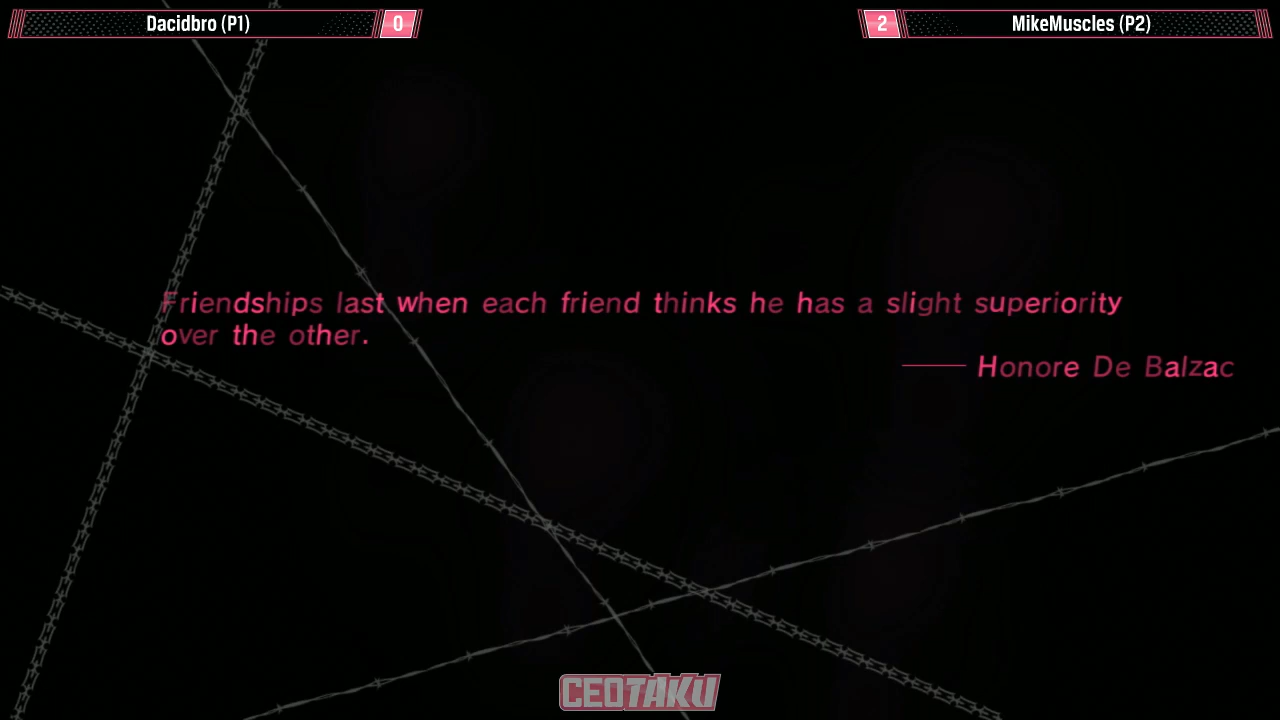 Dacidbro (P1) 0 2 MikeMuscles (P2)
Friendships last when each friend thinks he has a slight superiority
over the other.
Honore De Balzac
CEOTAKU